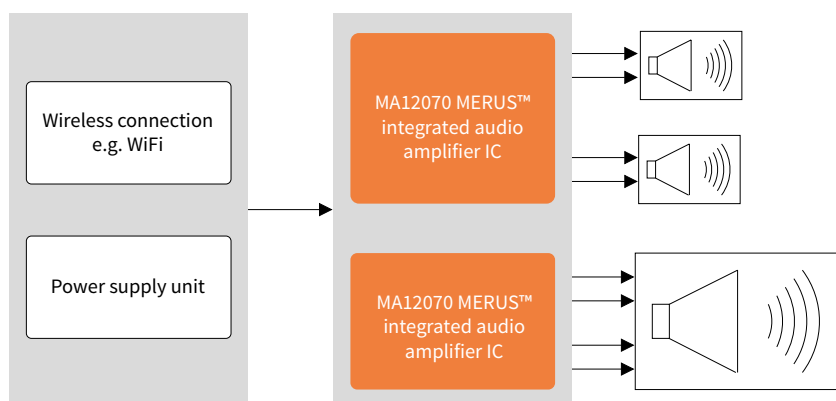 Wireless connection
e.g. WiFi
Power supply unit
MA12070 MERUS™
integrated audio
amplifier IC
MA12070 MERUS™
integrated audio
amplifier IC